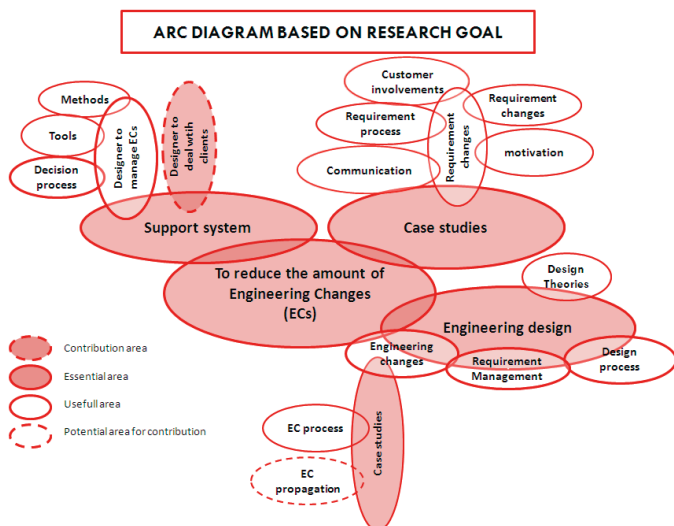 ARC DIAGRAM BASED ON RESEARCH GOAL
Methods
Tools
Decision
process
Designer to
manage ECs
Designer to
deal wtih
clients
Support system
Customer
involvements
Requirement
process
Communication
Requirement
changes
Requirement
changes
motivation
Case studies
To reduce the amount of
Engineering Changes
(ECs)
Design
Theories
Engineering design
Engineering
changes
Requirement
Management
Design
process
Case studies
EC process
EC
propagation
Contribution area
Essential area
Usefull area
Potential area for contribution